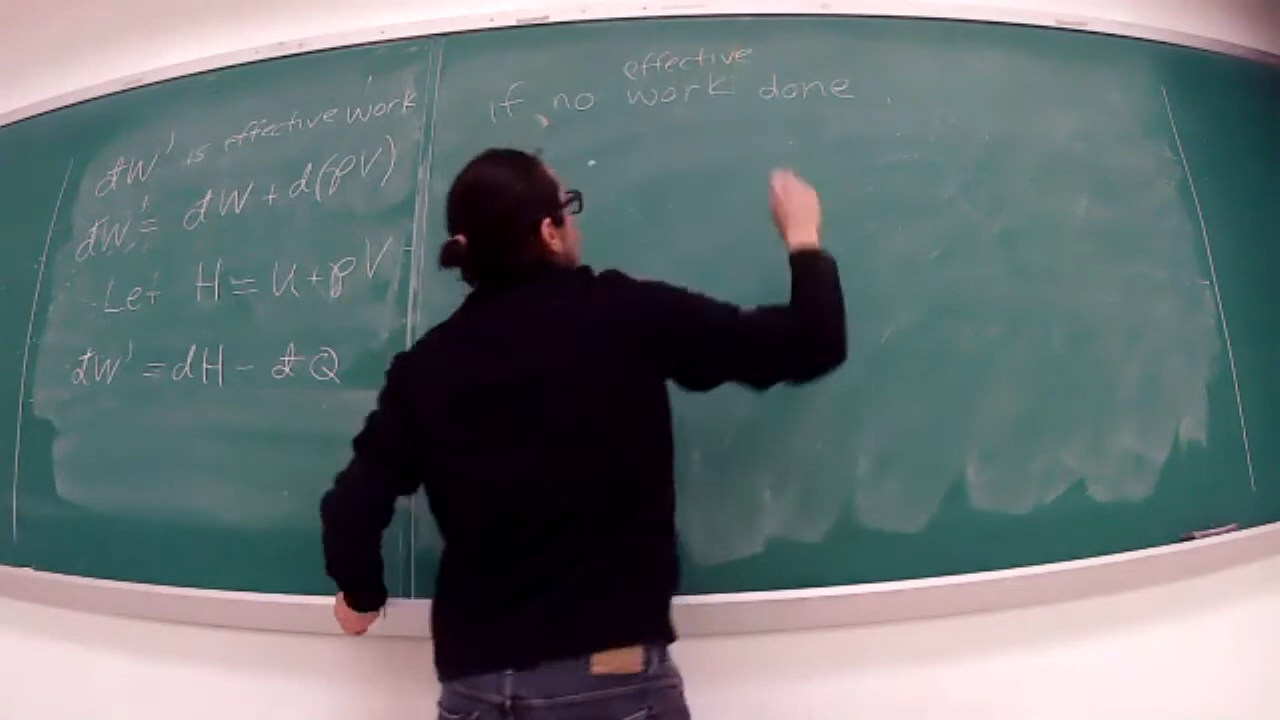 đW' is effective work
đW' = đW + d(pV)
Let H = U + pV
đW' = dH - đQ
effective
if no work done